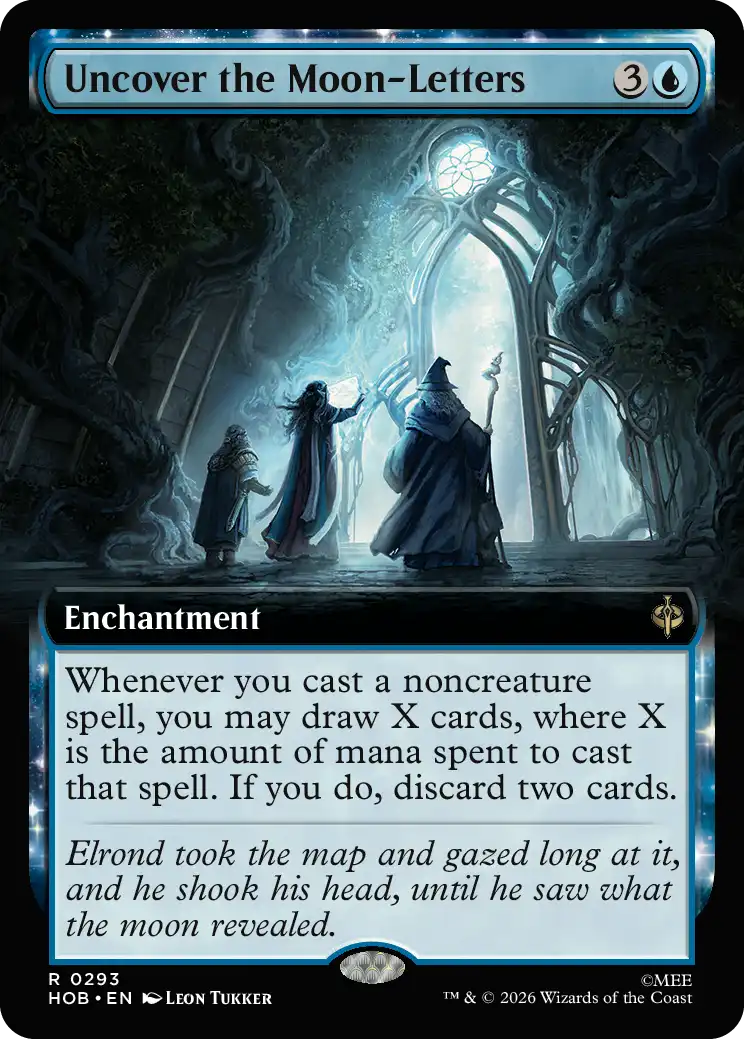 Uncover the Moon-Letters 3
Enchantment
Whenever you cast a noncreature
spell, you may draw X cards, where X
is the amount of mana spent to cast
that spell. If you do, discard two cards.
Elrond took the map and gazed long at it,
and he shook his head, until he saw what
the moon revealed.
R 0293
©MEE
HOB • EN Leon Tukker
™ & © 2026 Wizards of the Coast